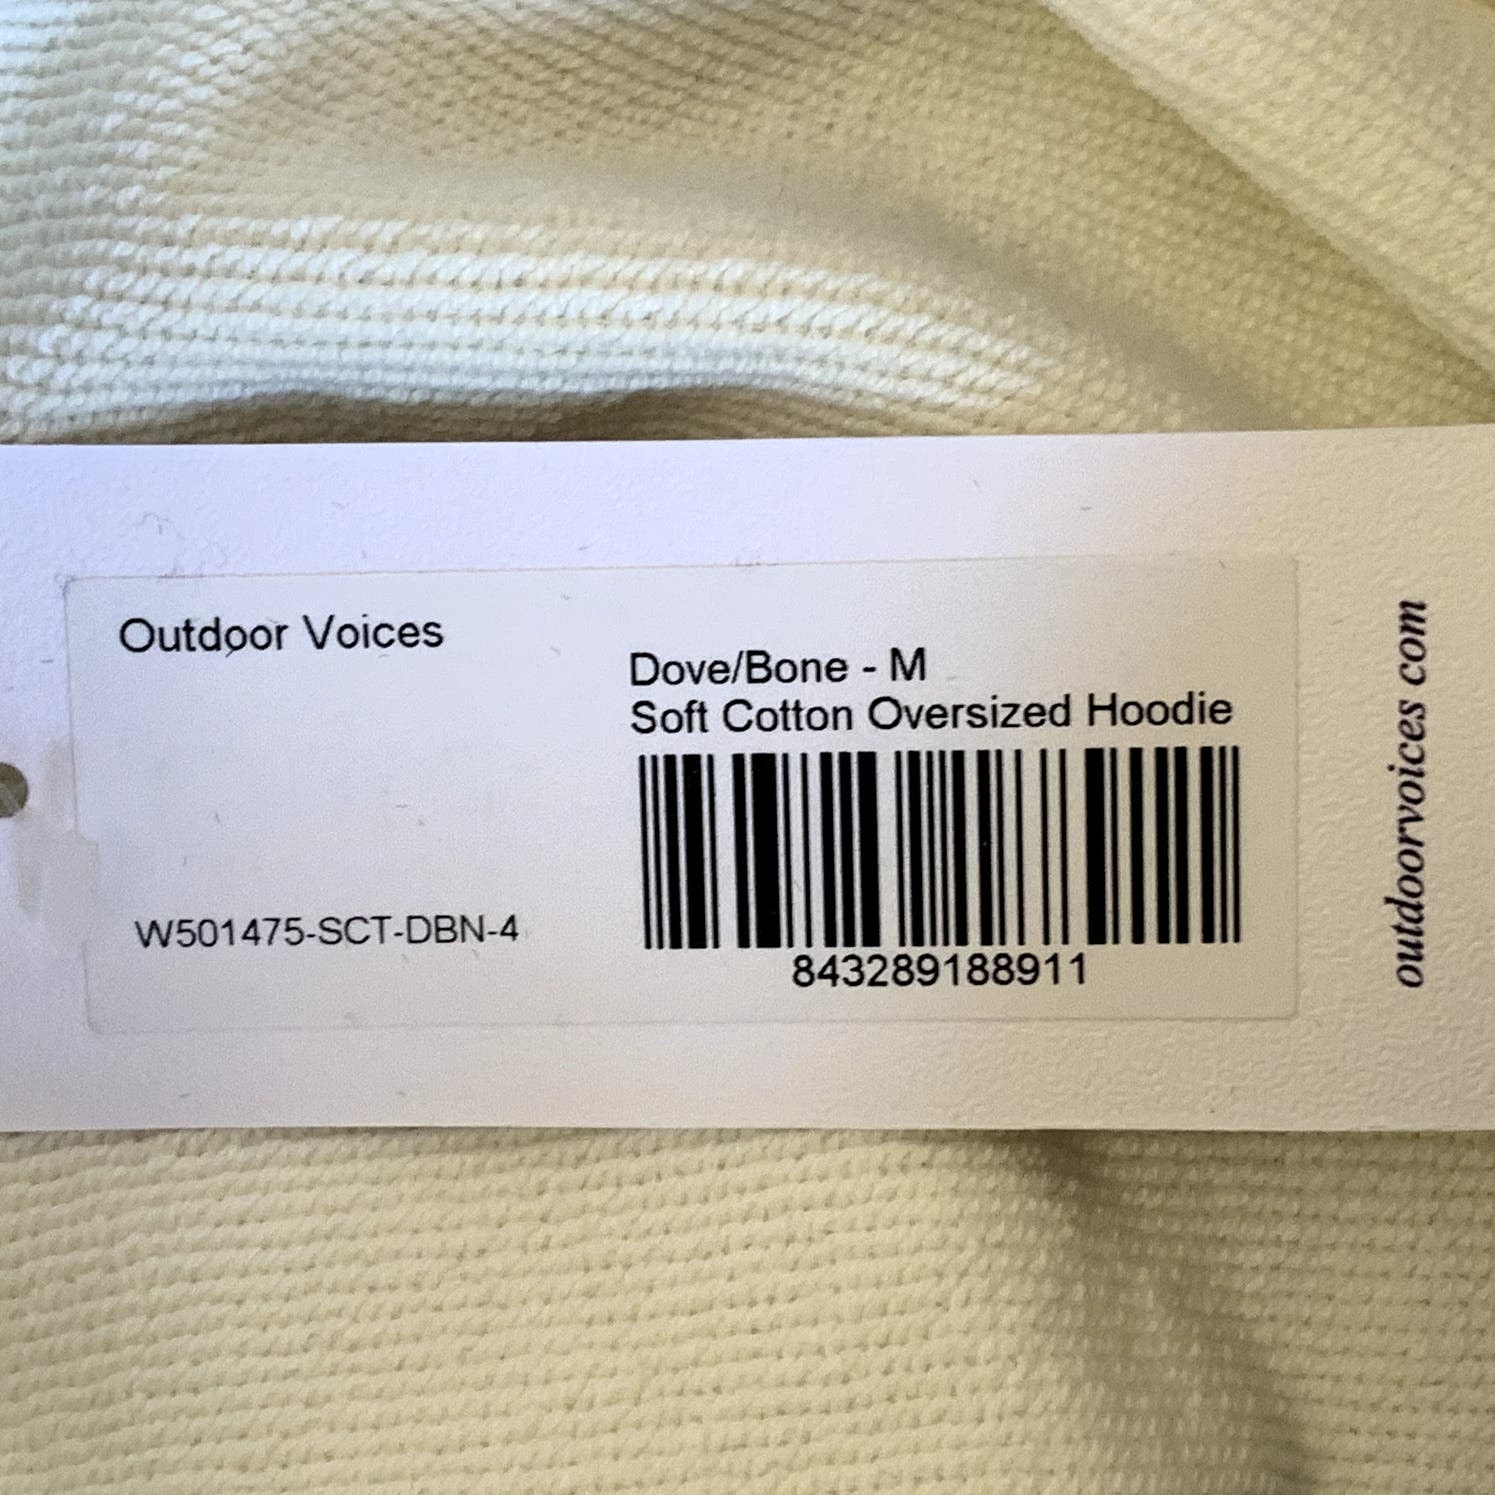 Outdoor Voices
Dove/Bone - M
Soft Cotton Oversized Hoodie
W501475-SCT-DBN-4
843289188911
outdoorvoices com